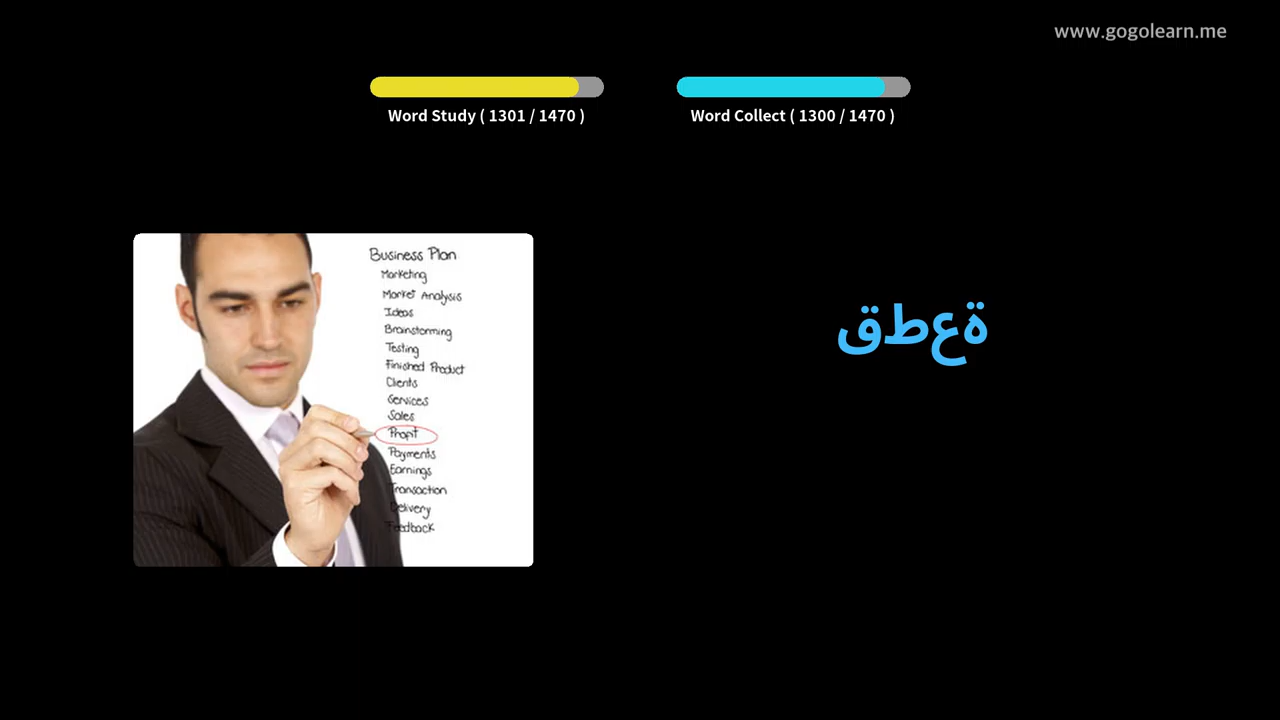 www.gogolearn.me
Word Study ( 1301 / 1470 )
Word Collect ( 1300 / 1470 )
Business Plan
Marketing
Market Analysis
Ideas
Brainstorming
Testing
Finished Product
Clients
Services
Sales
Profit
Payments
Earnings
Transaction
Delivery
Feedback
قطعة